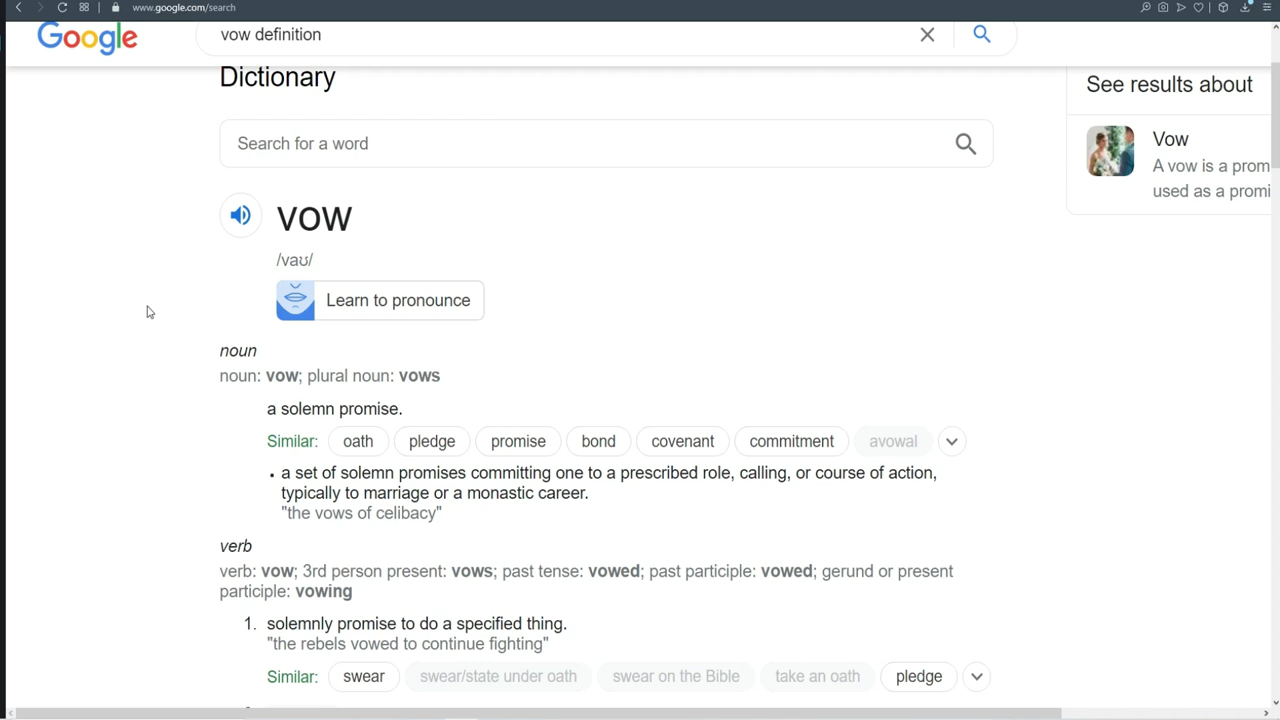 www.google.com/search
Google
vow definition
Dictionary
See results about
Search for a word
Vow
A vow is a prom
used as a promi
vow
/vaʊ/
Learn to pronounce
noun
noun: vow; plural noun: vows
a solemn promise.
Similar: oath pledge promise bond covenant commitment avowal
• a set of solemn promises committing one to a prescribed role, calling, or course of action,
typically to marriage or a monastic career.
"the vows of celibacy"
verb
verb: vow; 3rd person present: vows; past tense: vowed; past participle: vowed; gerund or present
participle: vowing
1. solemnly promise to do a specified thing.
"the rebels vowed to continue fighting"
Similar: swear swear/state under oath swear on the Bible take an oath pledge